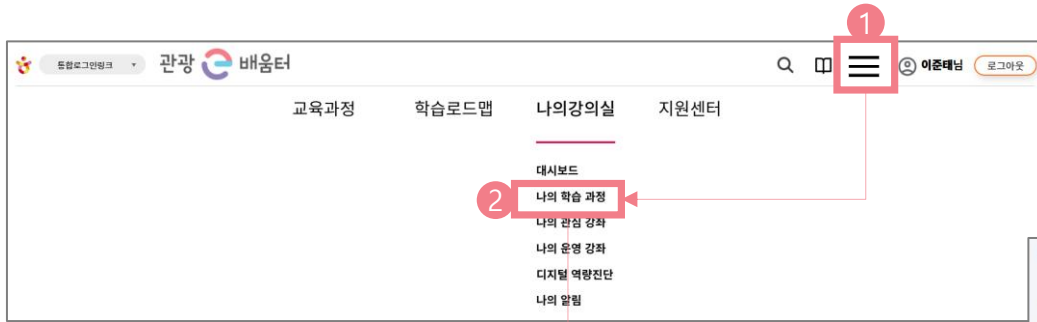 1
통합로그인링크 관광 e 배움터 이준태님 로그아웃
교육과정 학습로드맵 나의강의실 지원센터
대시보드
2 나의 학습 과정
나의 관심 강좌
나의 운영 강좌
디지털 역량진단
나의 알림